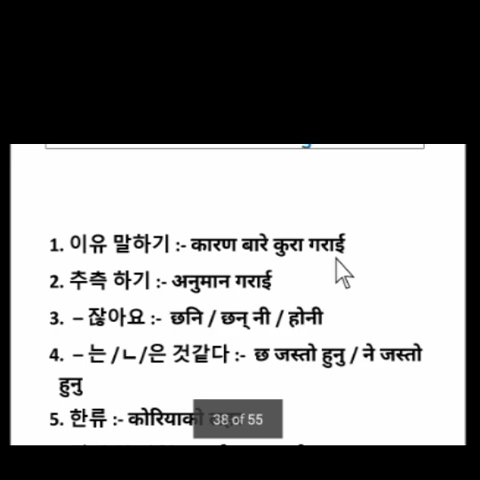 1. 이유 말하기 :- कारण बारे कुरा गराई
2. 추측 하기 :- अनुमान गराई
3. – 잖아요 :- छनि / छन् नी / होनी
4. – 는 /ㄴ/은 것같다 :- छ जस्तो हुनु / ने जस्तो
हुनु
5. 한류 :- कोरियाको
38 of 55